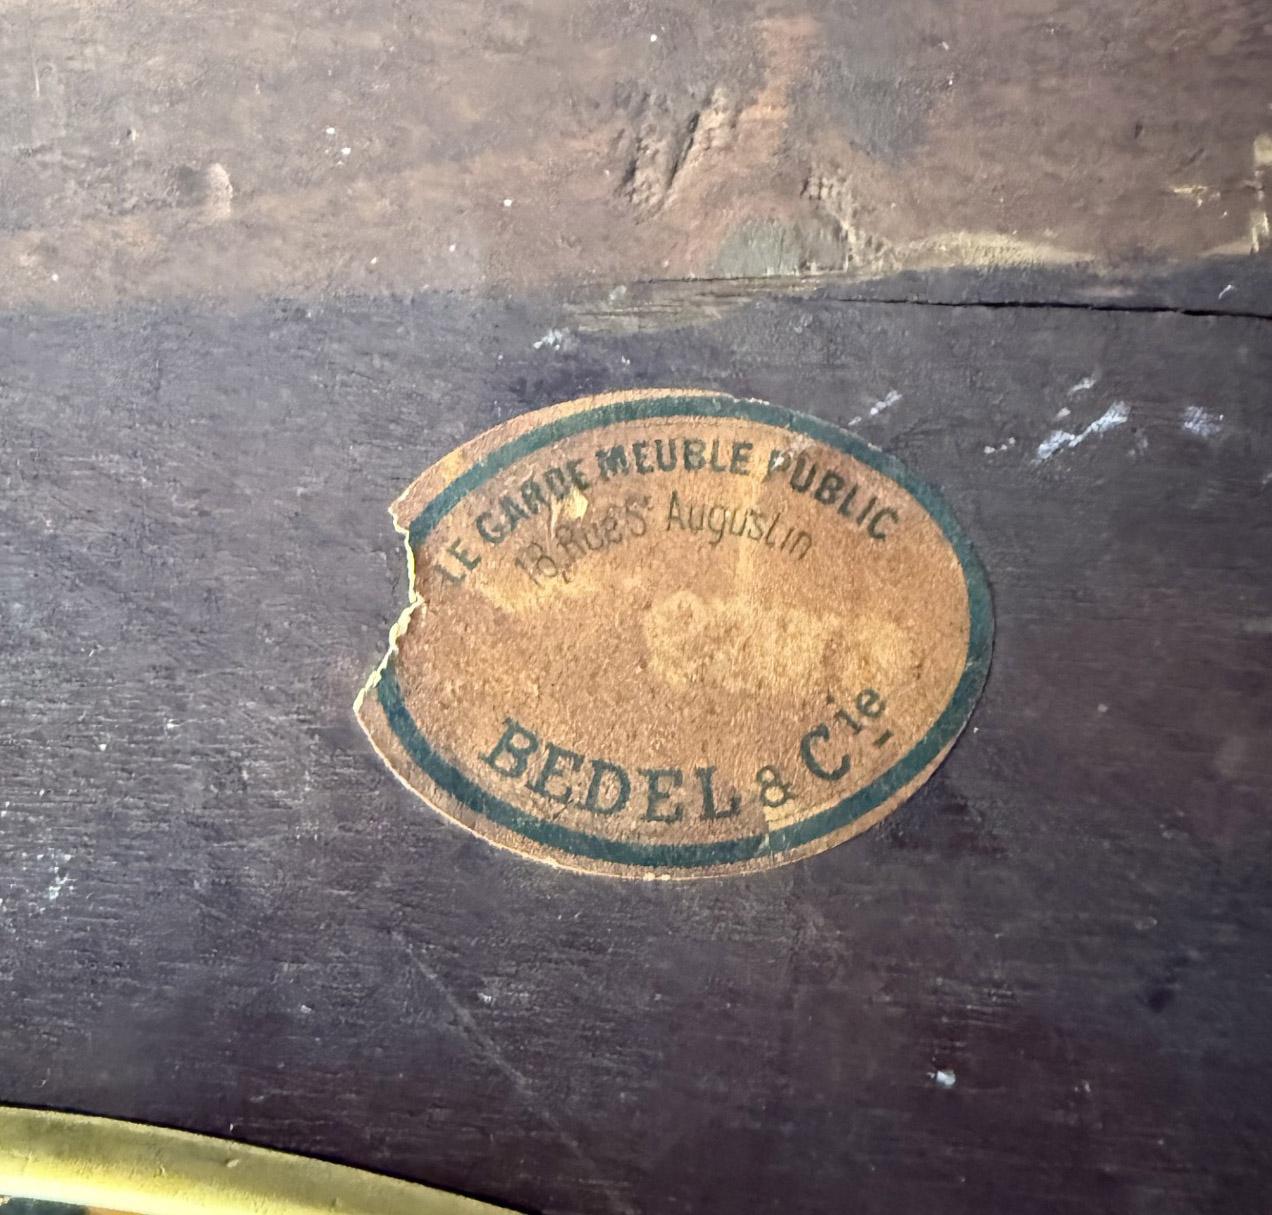 LE GARDE MEUBLE PUBLIC
18, Rue St Augustin
BEDEL & Cie